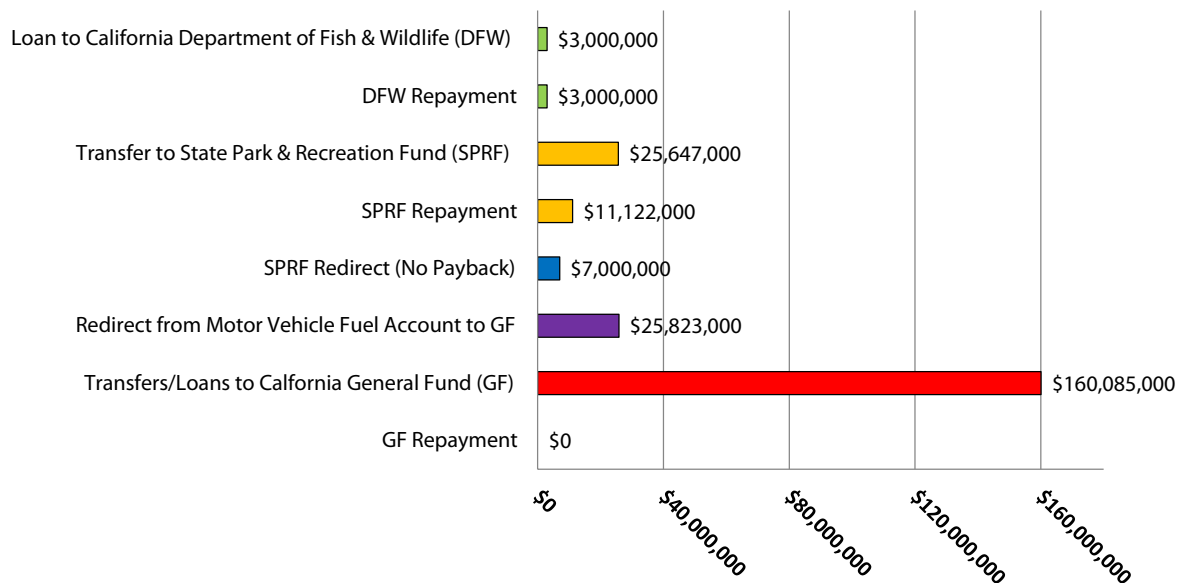 Loan to California Department of Fish & Wildlife (DFW) $3,000,000
DFW Repayment $3,000,000
Transfer to State Park & Recreation Fund (SPRF) $25,647,000
SPRF Repayment $11,122,000
SPRF Redirect (No Payback) $7,000,000
Redirect from Motor Vehicle Fuel Account to GF $25,823,000
Transfers/Loans to Calfornia General Fund (GF) $160,085,000
GF Repayment $0
$0 $40,000,000 $80,000,000 $120,000,000 $160,000,000